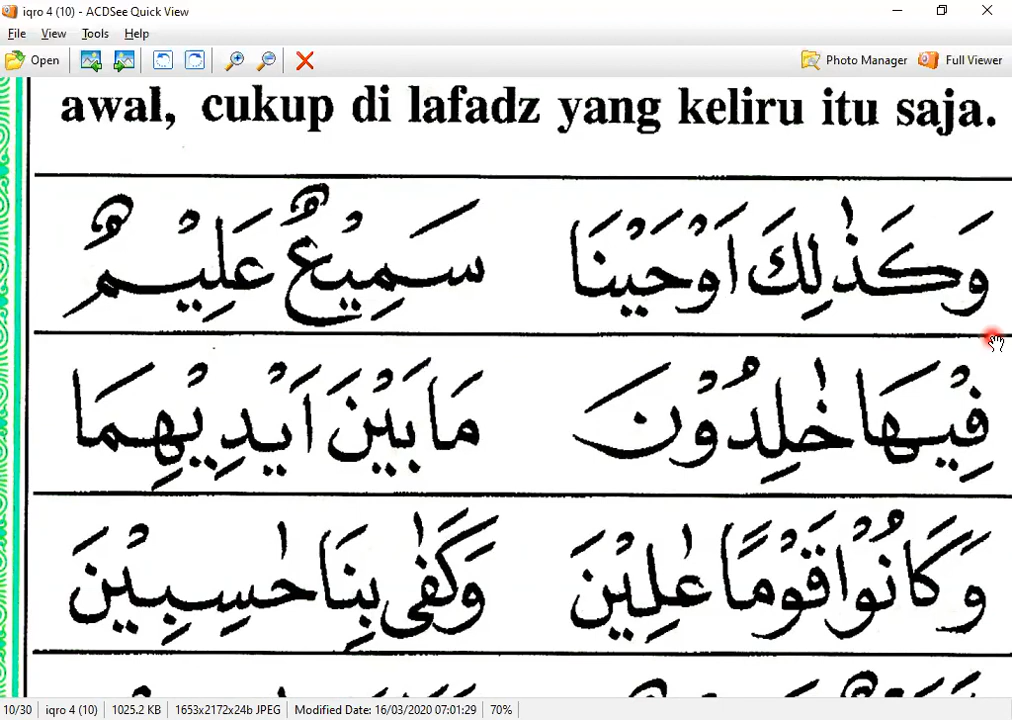 iqro 4 (10) - ACDSee Quick View
File View Tools Help
Open Photo Manager Full Viewer
awal, cukup di lafadz yang keliru itu saja.
وَكَذٰلِكَ اَوْحَيْنَا سَمِيْعٌ عَلِيْمٌ
فِيْهَا خٰلِدُوْنَ مَا بَيْنَ اَيْدِيْهِمَا
وَكَانُوْا قَوْمًا عٰلِيْنَ وَكَفٰى بِنَا حٰسِبِيْنَ
10/30 iqro 4 (10) 1025.2 KB 1653x2172x24b JPEG Modified Date: 16/03/2020 07:01:29 70%